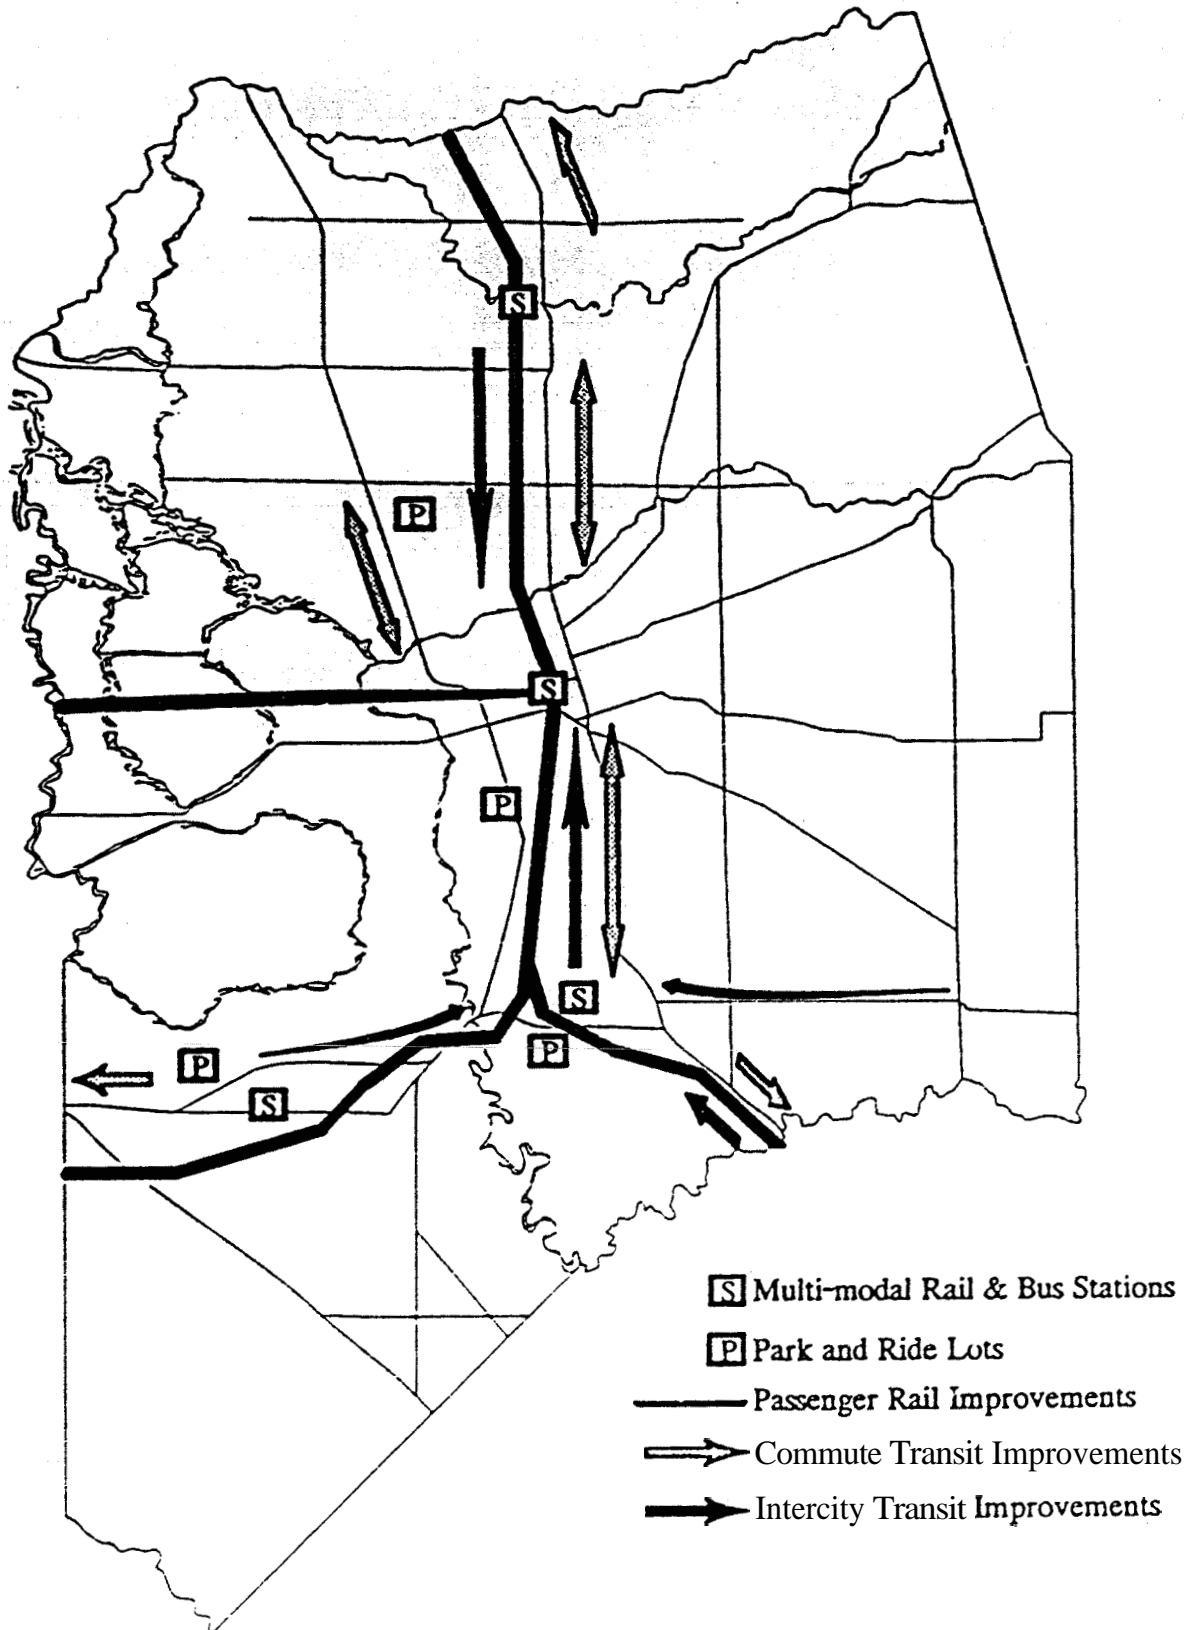 S
P
S
P
S
P
P
S
S Multi-modal Rail & Bus Stations
P Park and Ride Lots
Passenger Rail Improvements
Commute Transit Improvements
Intercity Transit Improvements